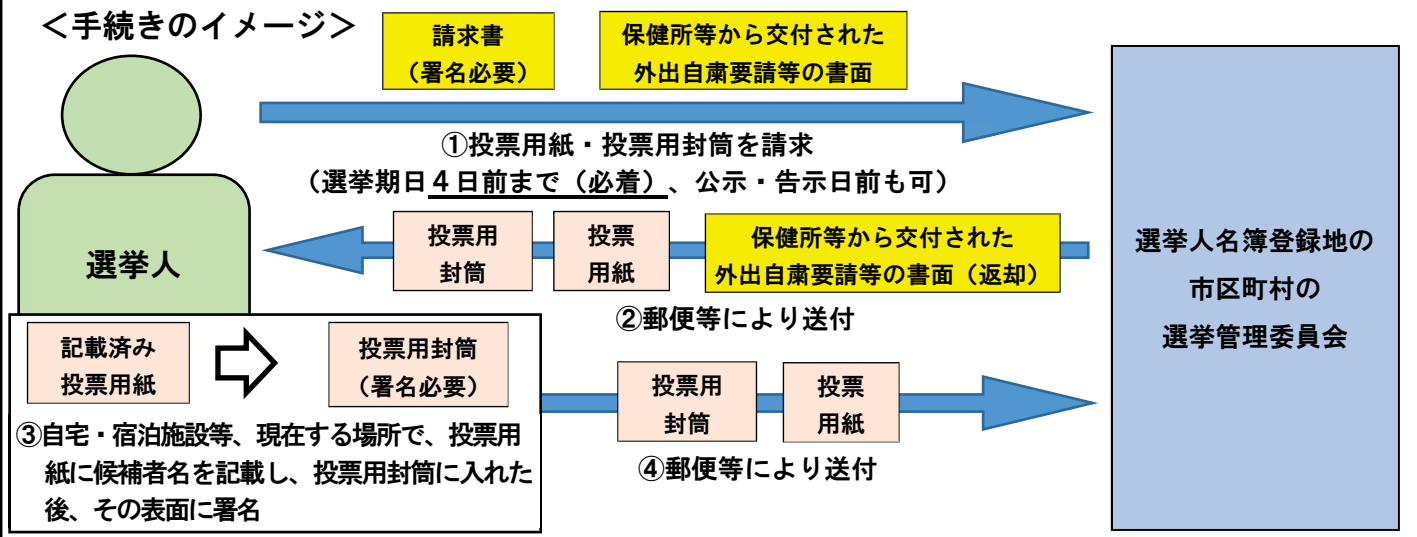 ＜手続きのイメージ＞
請求書
（署名必要）
保健所等から交付された
外出自粛要請等の書面
①投票用紙・投票用封筒を請求
（選挙期日４日前まで（必着）、公示・告示日前も可）
選挙人
投票用
封筒
投票
用紙
保健所等から交付された
外出自粛要請等の書面（返却）
②郵便等により送付
選挙人名簿登録地の
市区町村の
選挙管理委員会
記載済み
投票用紙
投票用封筒
（署名必要）
③自宅・宿泊施設等、現在する場所で、投票用
紙に候補者名を記載し、投票用封筒に入れた
後、その表面に署名
投票用
封筒
投票
用紙
④郵便等により送付